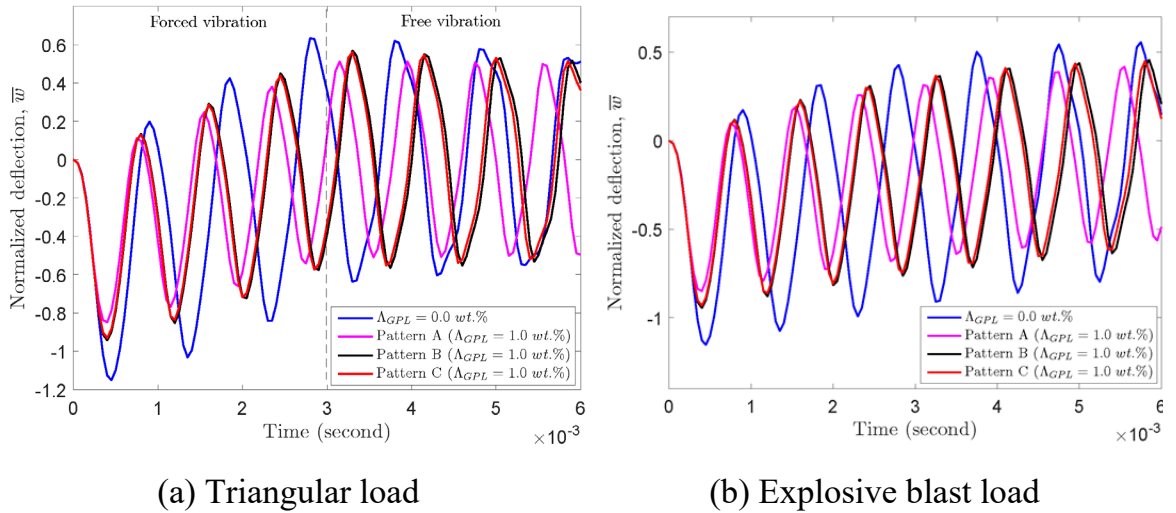 Forced vibration
Free vibration
Normalized deflection, w̅
0.6
0.4
0.2
0
-0.2
-0.4
-0.6
-0.8
-1
-1.2
Λ_GPL = 0.0 wt.%
Pattern A (Λ_GPL = 1.0 wt.%)
Pattern B (Λ_GPL = 1.0 wt.%)
Pattern C (Λ_GPL = 1.0 wt.%)
0 1 2 3 4 5 6
Time (second)
×10⁻³
(a) Triangular load
Normalized deflection, w̅
0.5
0
-0.5
-1
Λ_GPL = 0.0 wt.%
Pattern A (Λ_GPL = 1.0 wt.%)
Pattern B (Λ_GPL = 1.0 wt.%)
Pattern C (Λ_GPL = 1.0 wt.%)
0 1 2 3 4 5 6
Time (second)
×10⁻³
(b) Explosive blast load